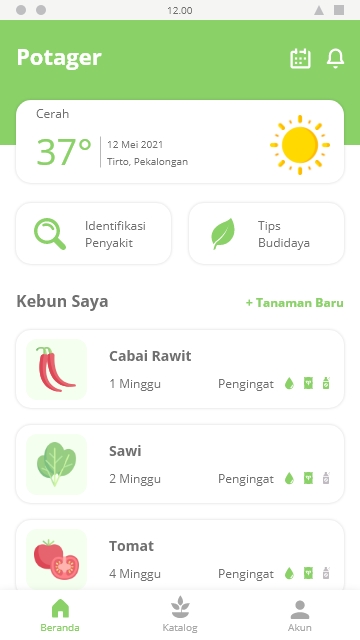 12.00
Potager
Cerah
37°
12 Mei 2021
Tirto, Pekalongan
Identifikasi
Penyakit
Tips
Budidaya
Kebun Saya
+ Tanaman Baru
Cabai Rawit
1 Minggu
Pengingat
Sawi
2 Minggu
Pengingat
Tomat
4 Minggu
Pengingat
Beranda
Katalog
Akun